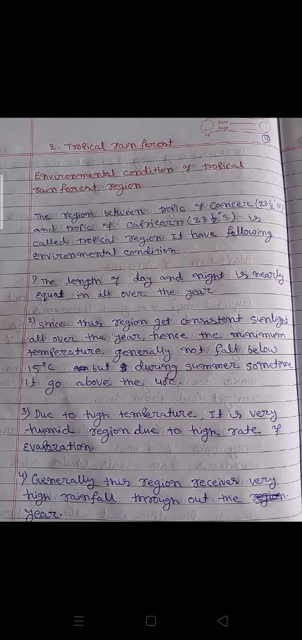 Date
Page
2. Tropical rain forest
Environmental condition of tropical
rain forest region
The region between tropic of Cancer (23½°N)
and tropic of capricorn (23½°S) is
called tropical region It have following
environmental condition
1) The length of day and night is nearly
equal in all over the year.
2) Since this region get consistent sunlight
all over the year hence the minimum
temperature generally not fall below
15°C but during summer sometime
it go above the 40°C.
3) Due to high temperature, It is very
humid region due to high rate of
evaporation.
4) Generally this region receiver very
high rainfall through out the region
year.